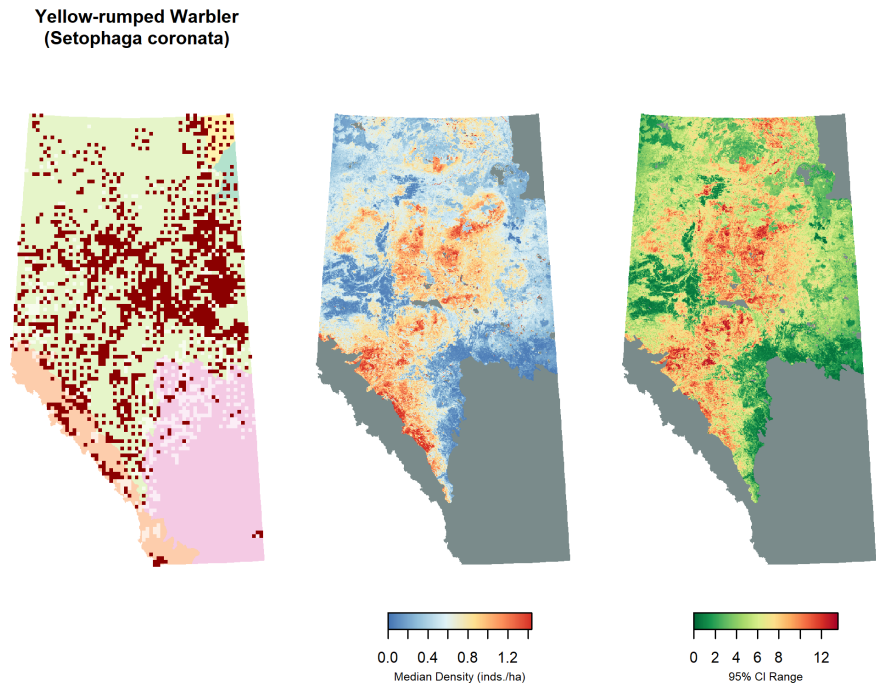 Yellow-rumped Warbler
(Setophaga coronata)
0.0 0.4 0.8 1.2
Median Density (inds./ha)
0 2 4 6 8 12
95% CI Range